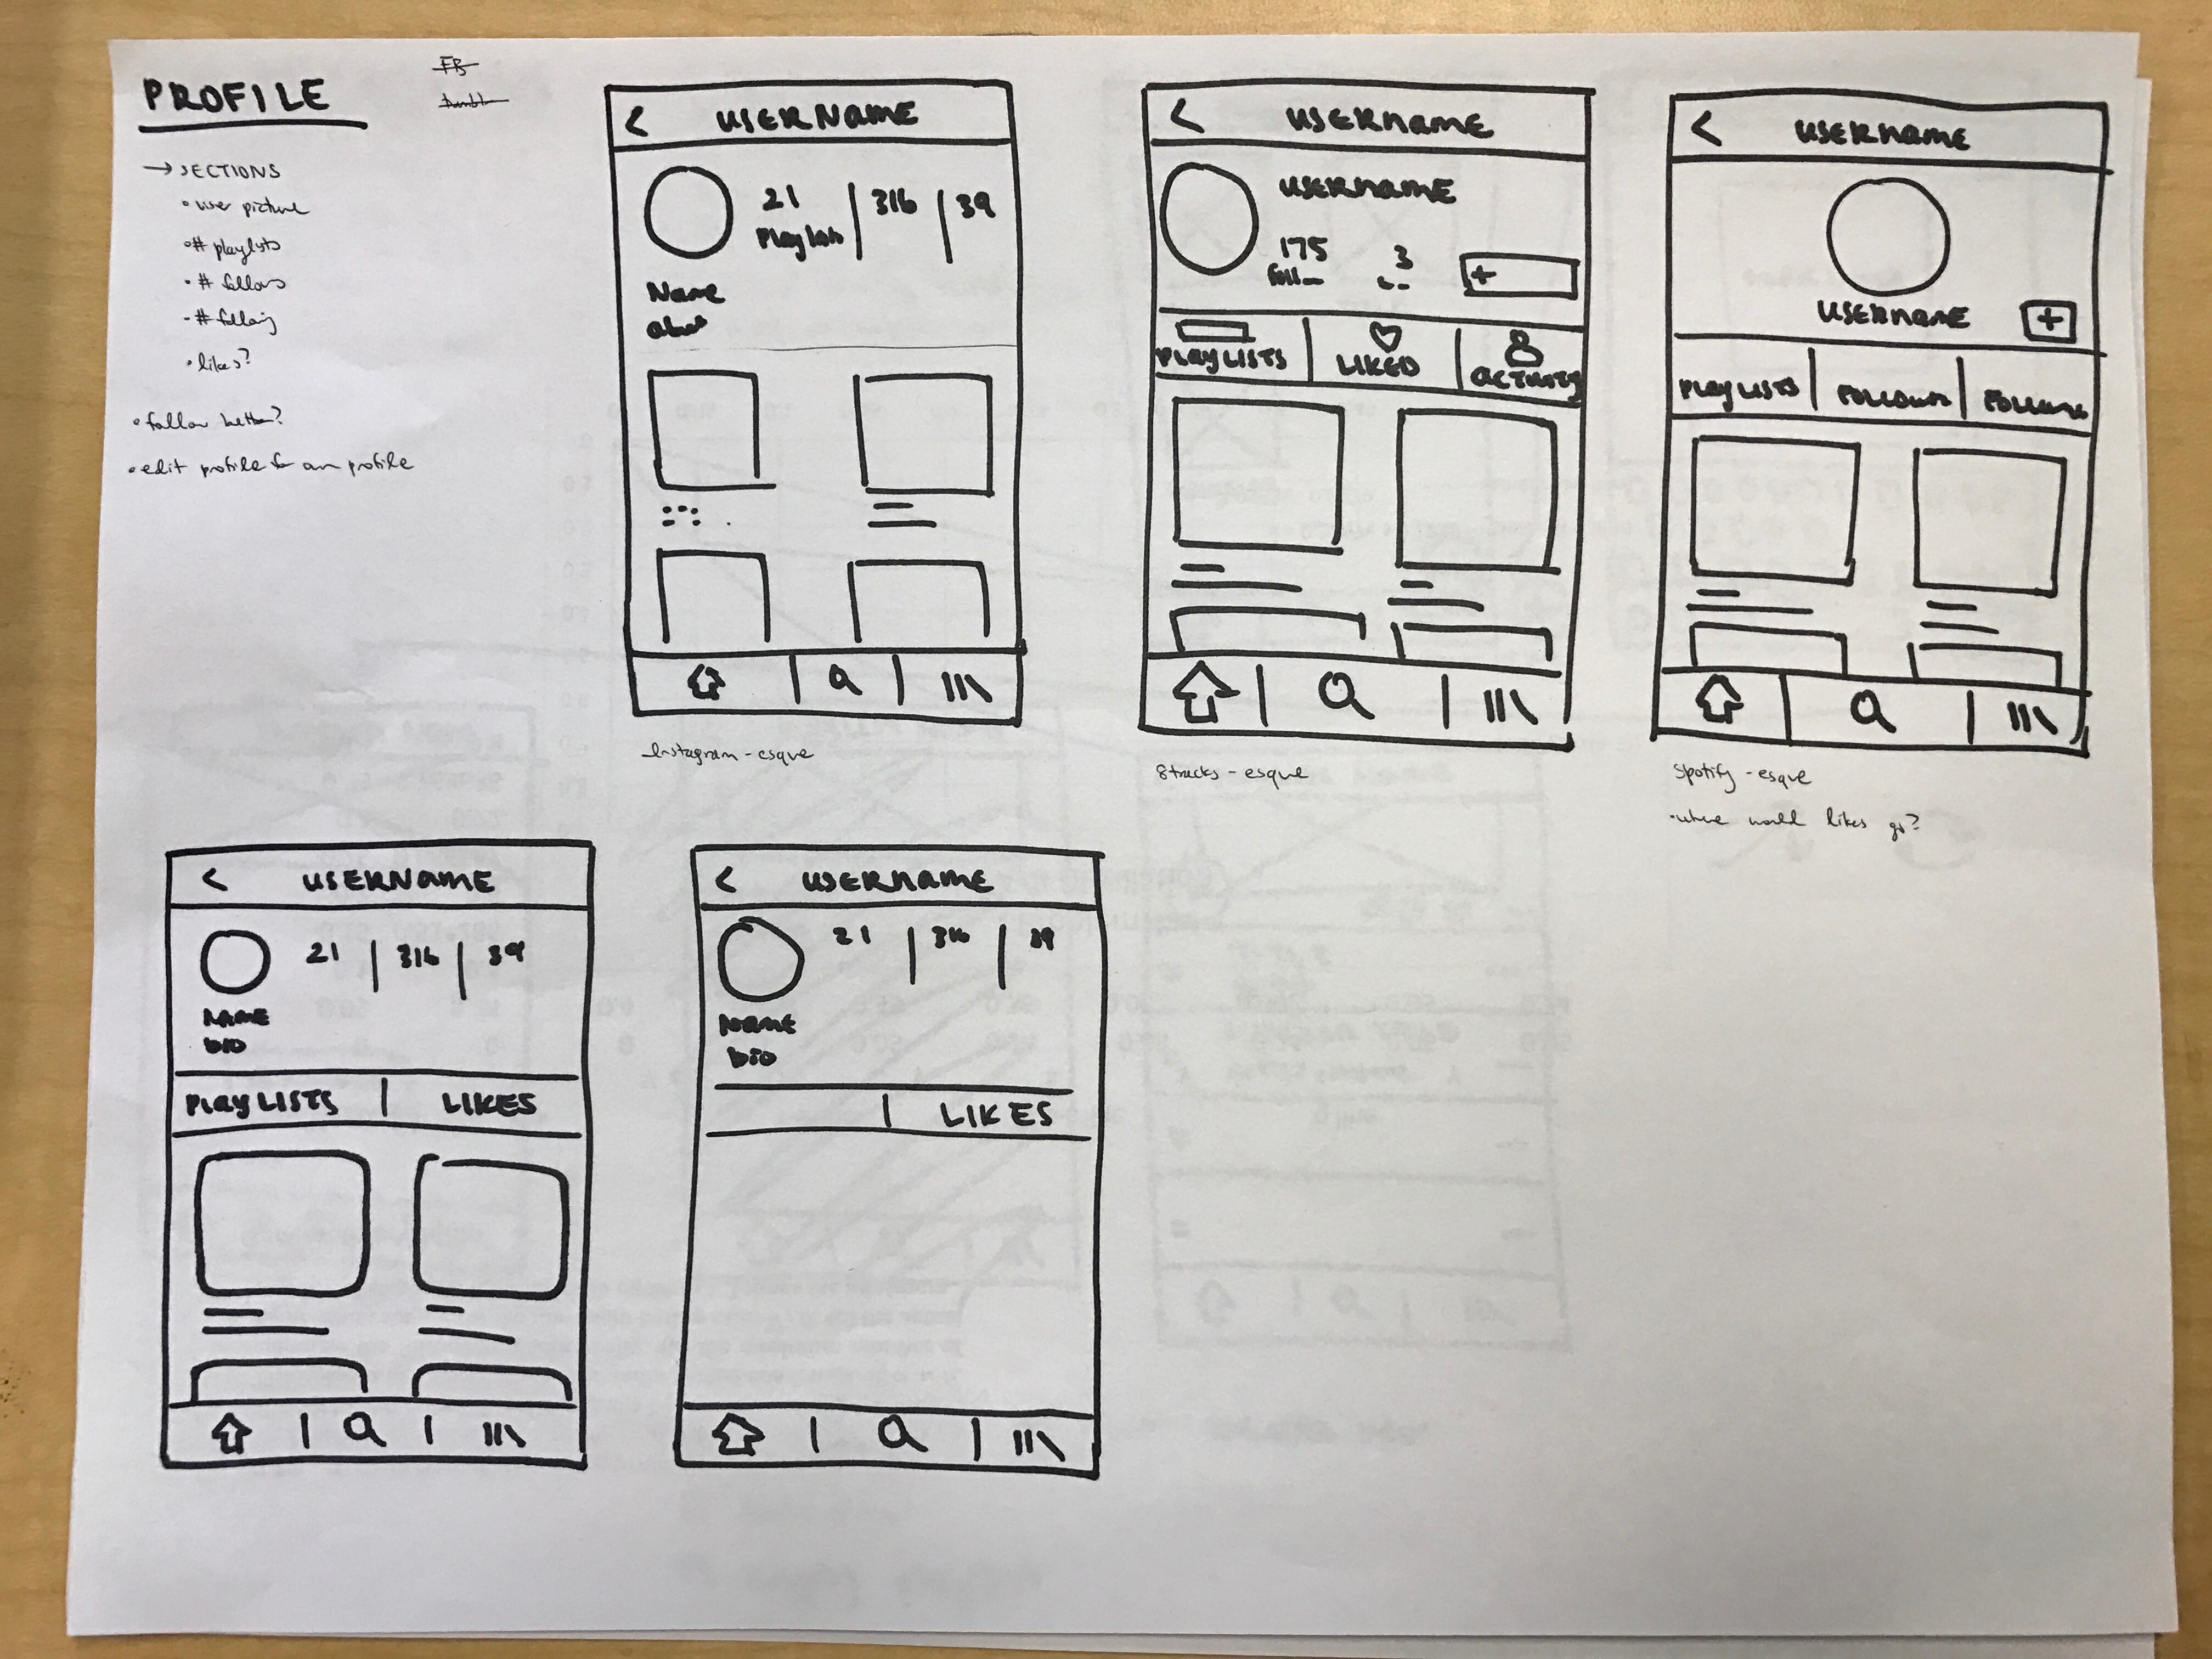 PROFILE
FB
tumblr
→ SECTIONS
• user picture
• # playlists
• # follows
- # following
• likes?
• follow button?
• edit profile for own profile
< USERNAME
21 | 316 | 39
Playlists
Name
about
Instagram - esque
< USERNAME
USERNAME
175 3
foll
+
PLAYLISTS | LIKED | ACTIVITY
8tracks - esque
< USERNAME
USERNAME +
PLAYLISTS | FOLLOWERS | FOLLOWING
Spotify - esque
• where would likes go?
< USERNAME
21 | 316 | 39
NAME
bio
PLAYLISTS | LIKES
< USERNAME
21 | 316 | 39
NAME
bio
| LIKES